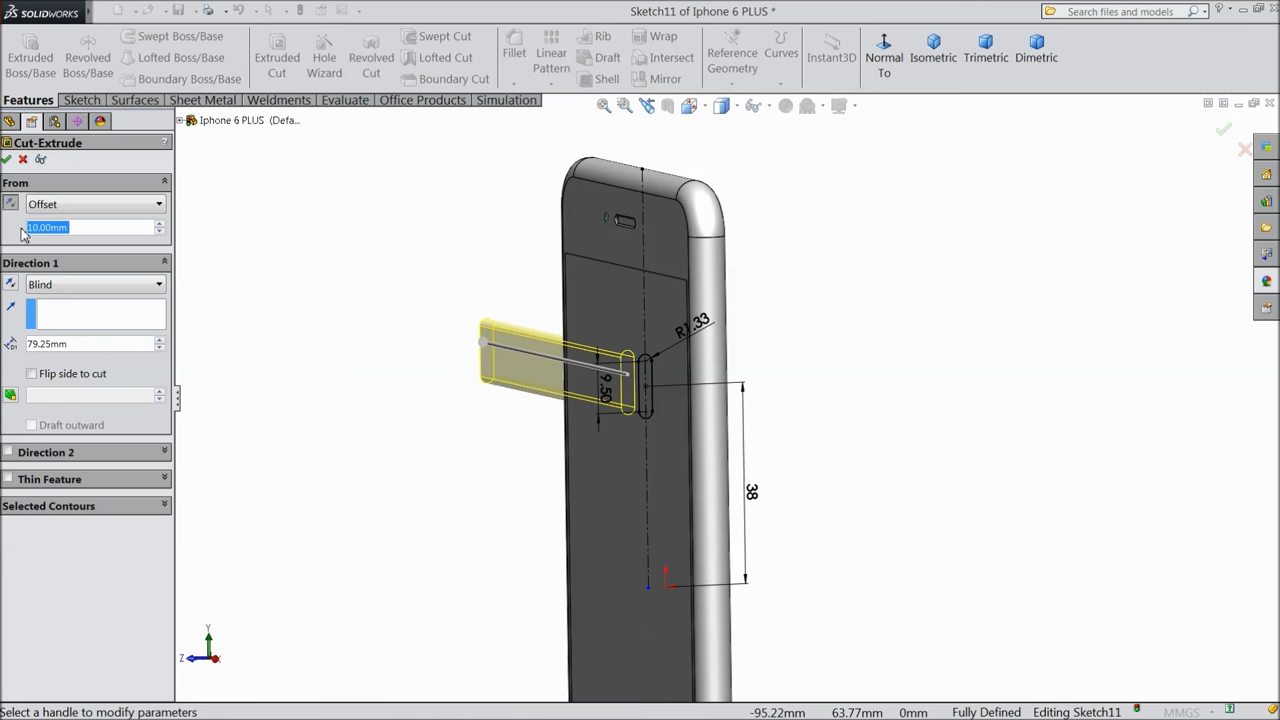 SOLIDWORKS
Sketch11 of Iphone 6 PLUS *
Search files and models
Extruded
Boss/Base
Revolved
Boss/Base
Swept Boss/Base
Lofted Boss/Base
Boundary Boss/Base
Extruded
Cut
Hole
Wizard
Revolved
Cut
Swept Cut
Lofted Cut
Boundary Cut
Fillet
Linear
Pattern
Rib
Draft
Shell
Wrap
Intersect
Mirror
Reference
Geometry
Curves
Instant3D
Normal
To
Isometric
Trimetric
Dimetric
Features
Sketch
Surfaces
Sheet Metal
Weldments
Evaluate
Office Products
Simulation
Iphone 6 PLUS (Defa...
Cut-Extrude
?
From
Offset
10.00mm
Direction 1
Blind
79.25mm
Flip side to cut
Draft outward
Direction 2
Thin Feature
Selected Contours
R1.33
9.50
38
Y
Z
Select a handle to modify parameters
-95.22mm
63.77mm
0mm
Fully Defined
Editing Sketch11
MMGS